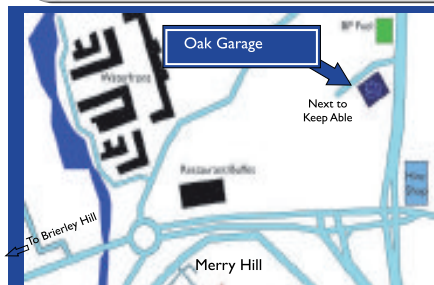 BP Fuel
Oak Garage
Waterfront
Next to
Keep Able
Restaurant/Buffet
Hire
Shop
To Brierley Hill
Merry Hill